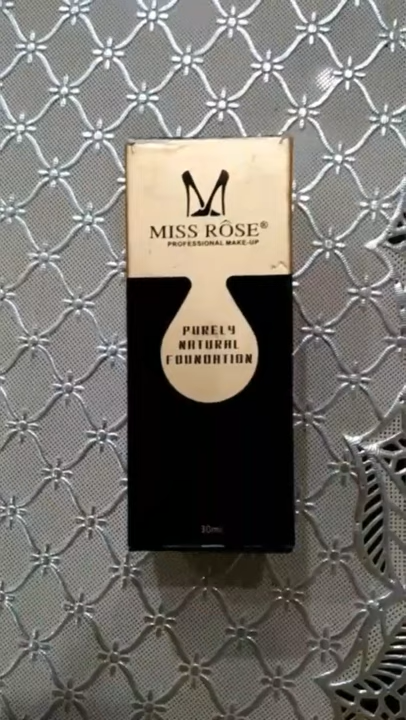 MISS RÔSE®
PROFESSIONAL MAKE-UP
PURELY
NATURAL
FOUNDATION
30mL